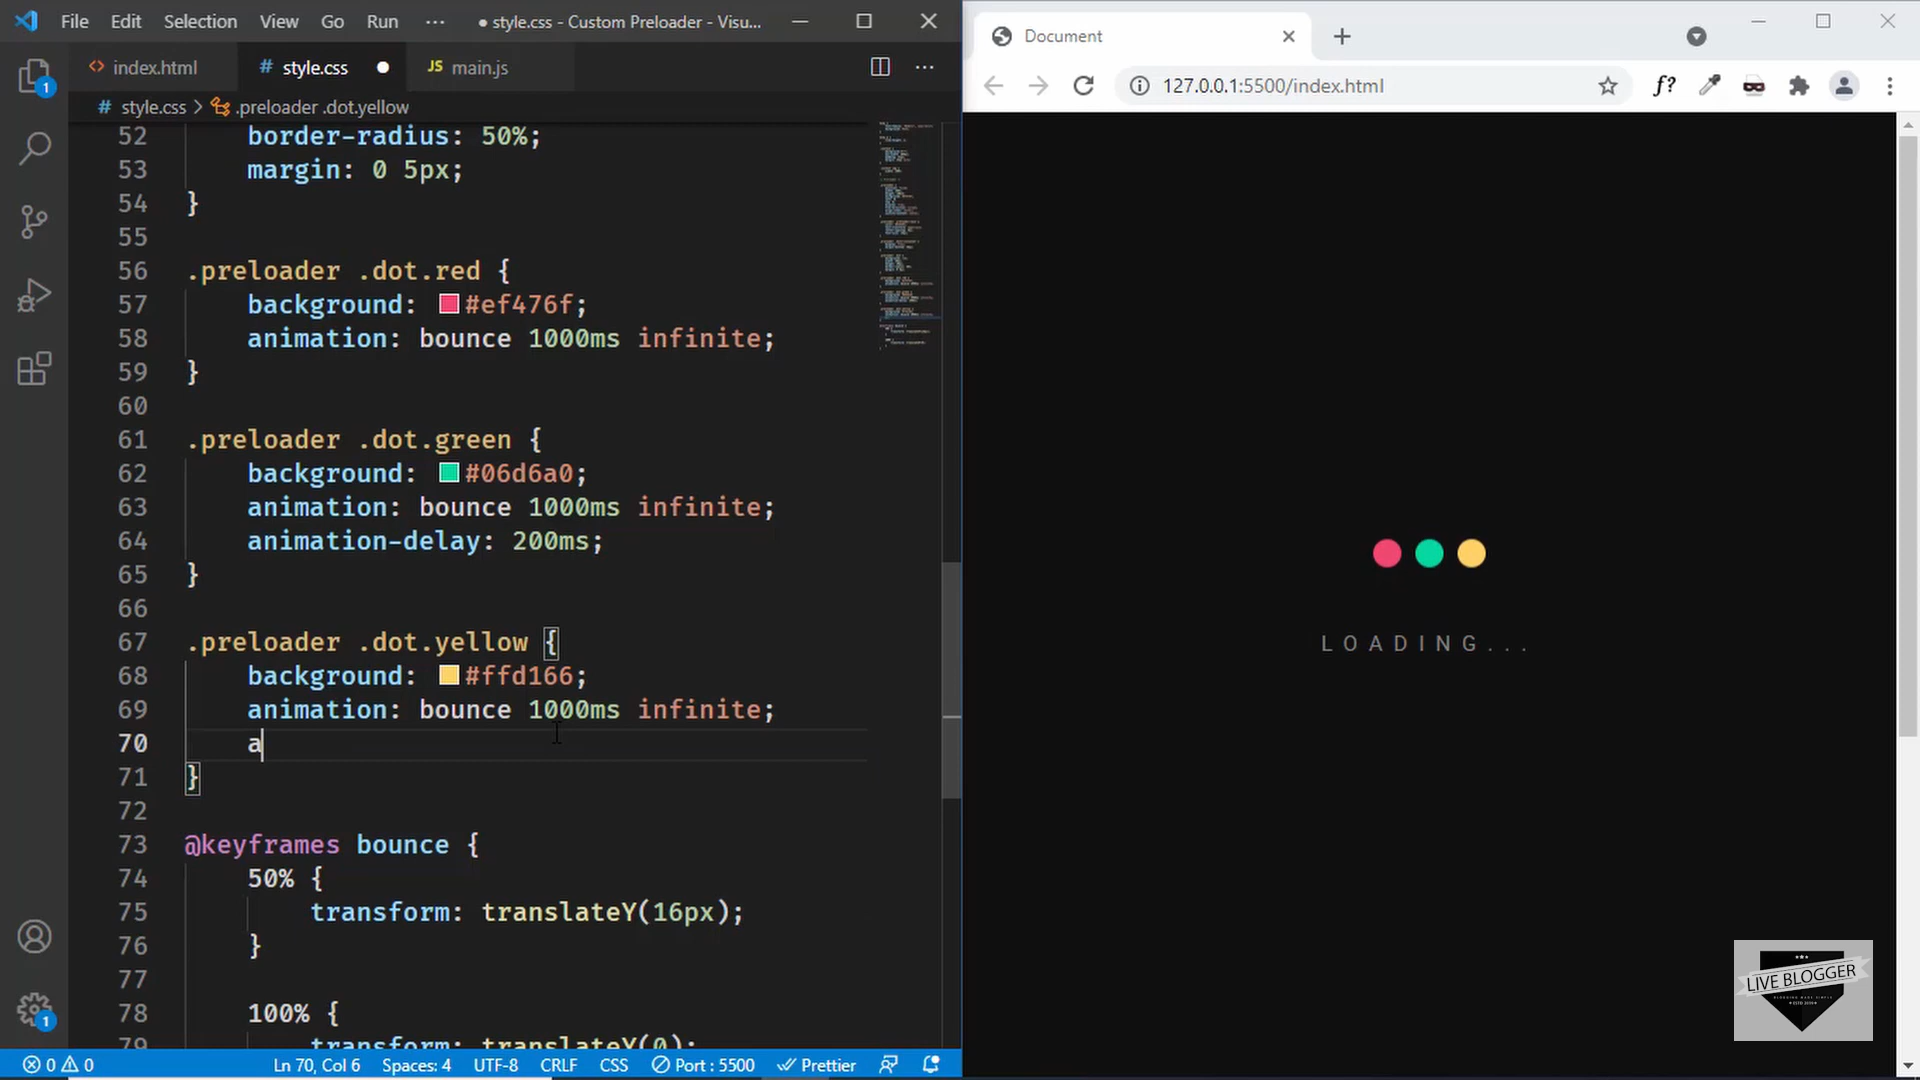 File Edit Selection View Go Run ··· ● style.css - Custom Preloader - Visu...
<> index.html # style.css ● JS main.js ···
# style.css > .preloader .dot.yellow
52 border-radius: 50%;
53 margin: 0 5px;
54 }
55
56 .preloader .dot.red {
57 background: #ef476f;
58 animation: bounce 1000ms infinite;
59 }
60
61 .preloader .dot.green {
62 background: #06d6a0;
63 animation: bounce 1000ms infinite;
64 animation-delay: 200ms;
65 }
66
67 .preloader .dot.yellow {
68 background: #ffd166;
69 animation: bounce 1000ms infinite;
70 a
71 }
72
73 @keyframes bounce {
74 50% {
75 transform: translateY(16px);
76 }
77
78 100% {
79 transform: translateY(0);
1
1
0 0 Ln 70, Col 6 Spaces: 4 UTF-8 CRLF CSS Port : 5500 Prettier
Document
127.0.0.1:5500/index.html f?
LOADING...
LIVE BLOGGER